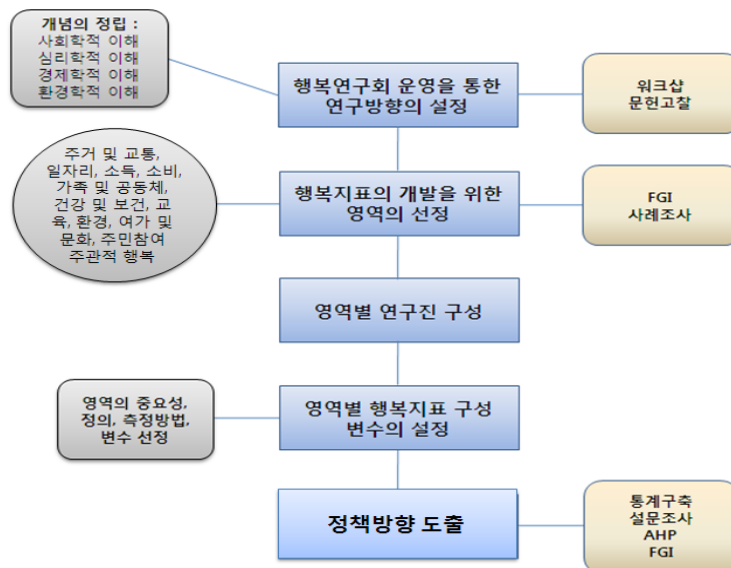 개념의 정립 :
사회학적 이해
심리학적 이해
경제학적 이해
환경학적 이해
행복연구회 운영을 통한
연구방향의 설정
워크샵
문헌고찰
주거 및 교통,
일자리, 소득, 소비,
가족 및 공동체,
건강 및 보건, 교
육, 환경, 여가 및
문화, 주민참여
주관적 행복
행복지표의 개발을 위한
영역의 선정
FGI
사례조사
영역별 연구진 구성
영역의 중요성,
정의, 측정방법,
변수 선정
영역별 행복지표 구성
변수의 설정
정책방향 도출
통계구축
설문조사
AHP
FGI